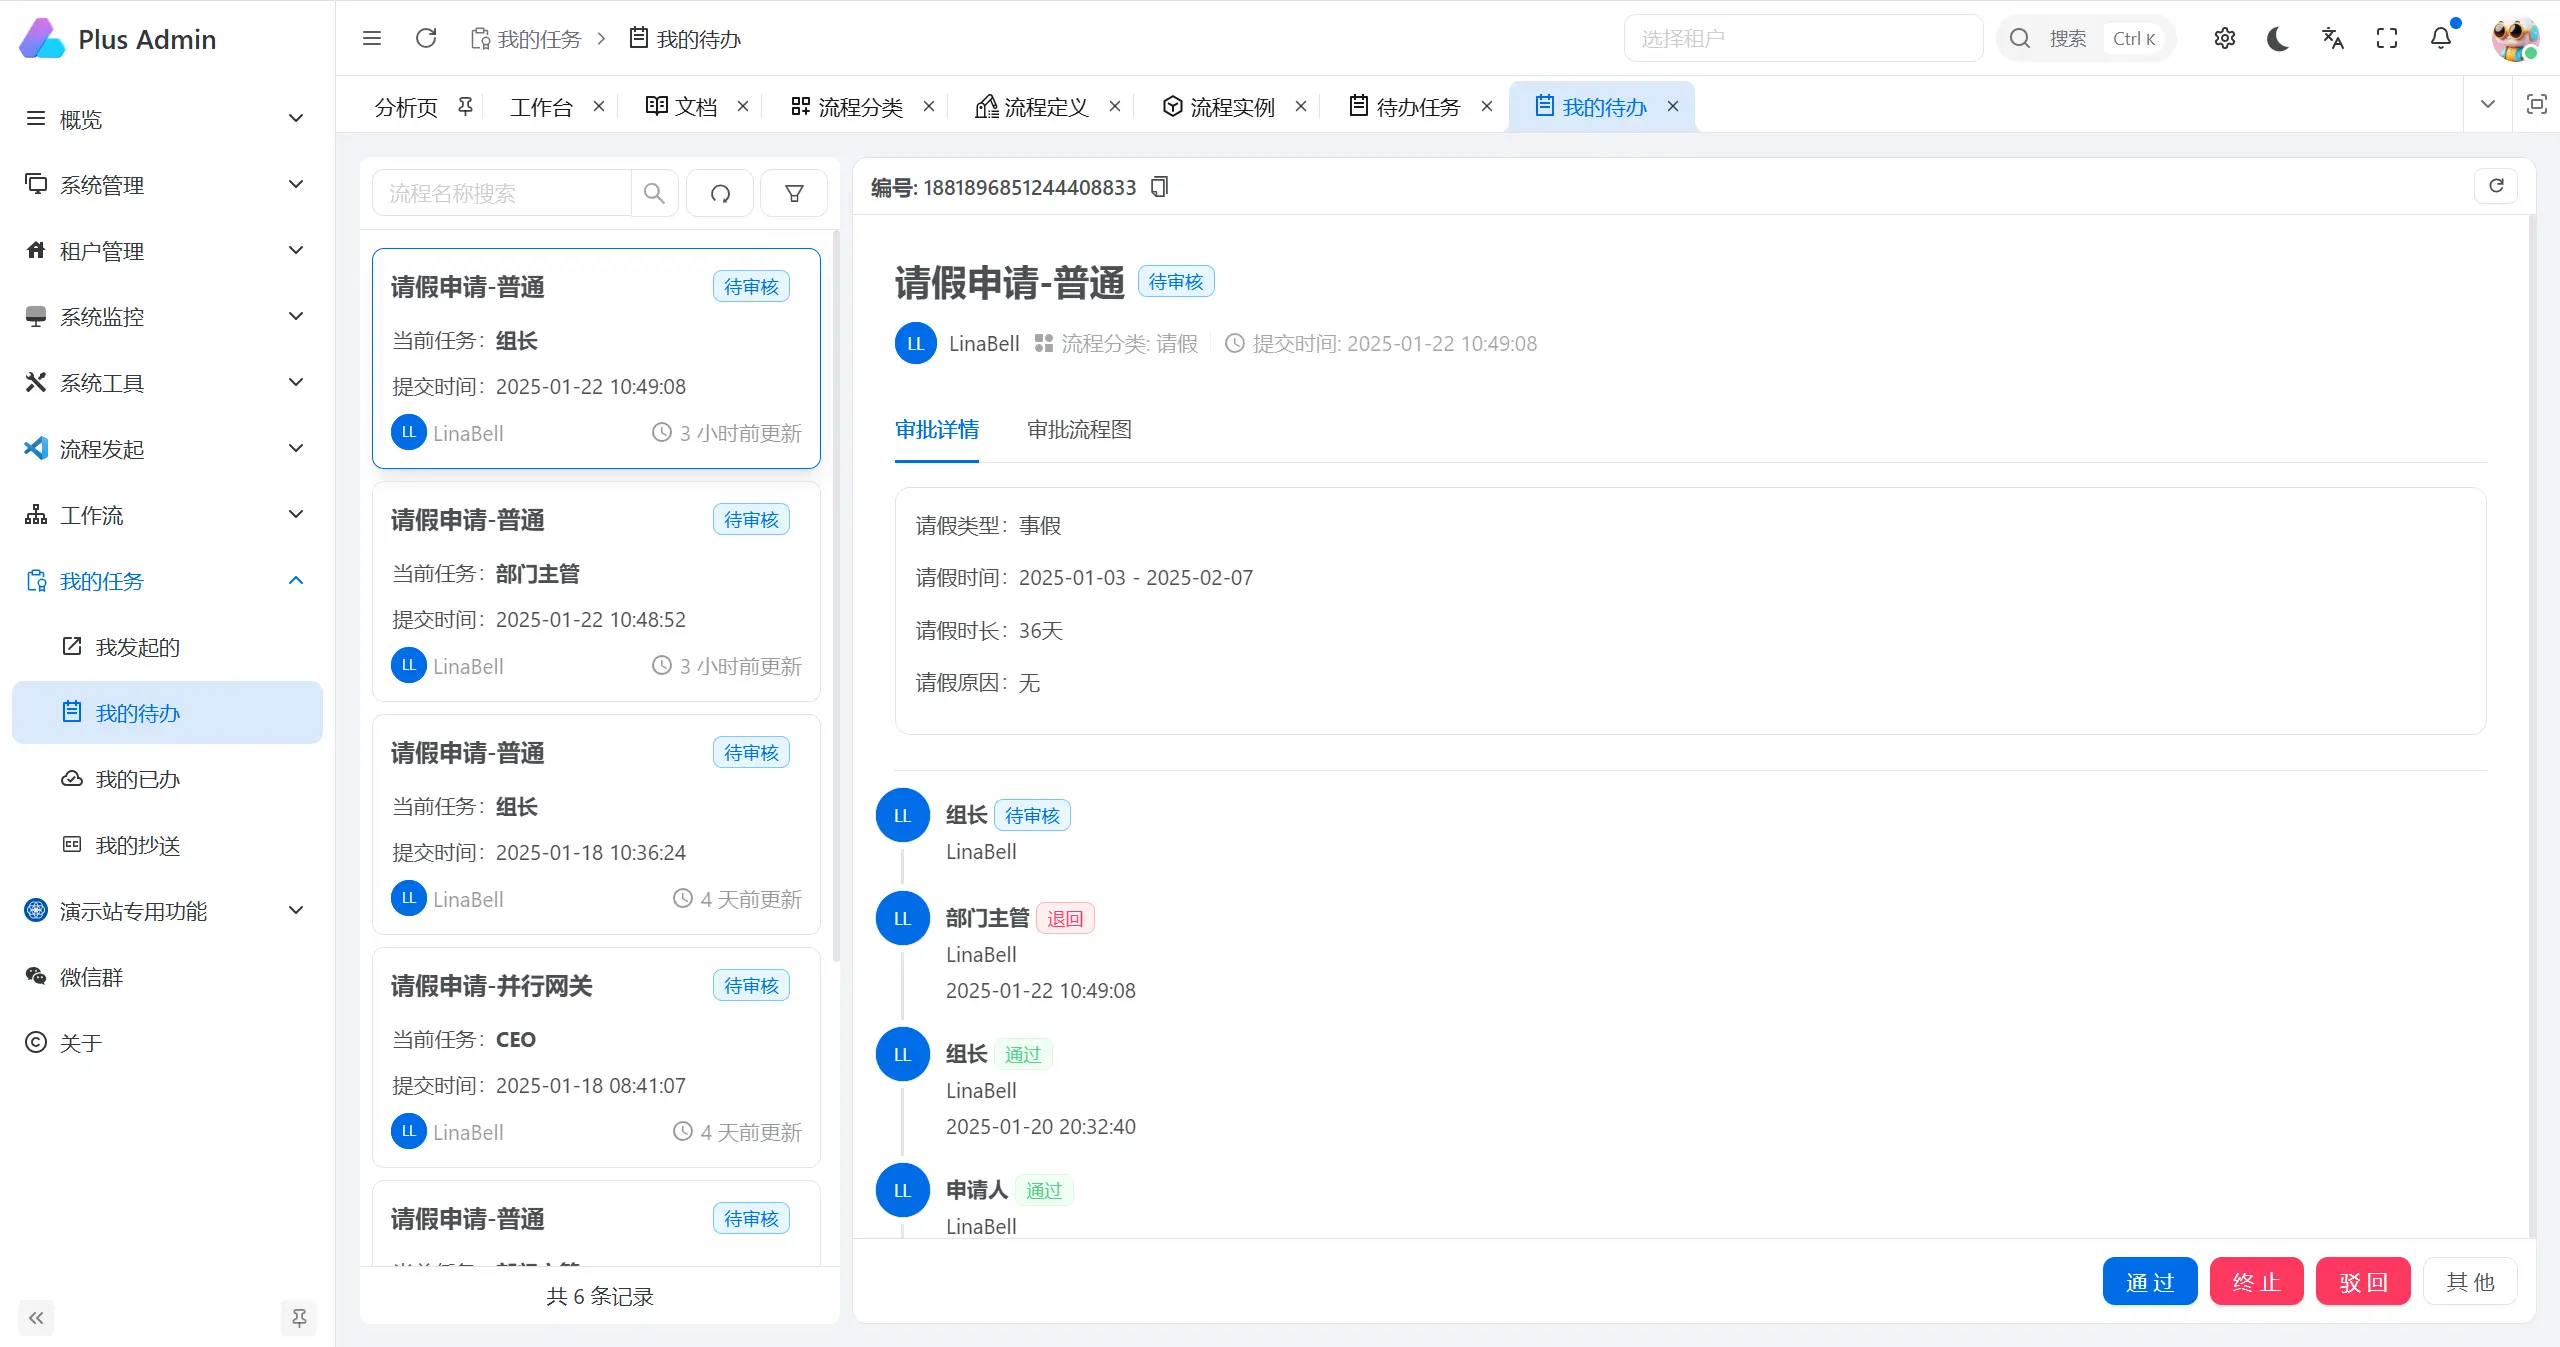 Plus Admin
我的任务
我的待办
选择租户
搜索
Ctrl K
分析页
工作台
文档
流程分类
流程定义
流程实例
待办任务
我的待办
概览
系统管理
租户管理
系统监控
系统工具
流程发起
工作流
我的任务
我发起的
我的待办
我的已办
我的抄送
演示站专用功能
微信群
关于
流程名称搜索
请假申请-普通 待审核
当前任务： 组长
提交时间： 2025-01-22 10:49:08
LL LinaBell 3 小时前更新
请假申请-普通 待审核
当前任务： 部门主管
提交时间： 2025-01-22 10:48:52
LL LinaBell 3 小时前更新
请假申请-普通 待审核
当前任务： 组长
提交时间： 2025-01-18 10:36:24
LL LinaBell 4 天前更新
请假申请-并行网关 待审核
当前任务： CEO
提交时间： 2025-01-18 08:41:07
LL LinaBell 4 天前更新
请假申请-普通 待审核
共 6 条记录
编号: 1881896851244408833
请假申请-普通 待审核
LL LinaBell 流程分类: 请假 提交时间: 2025-01-22 10:49:08
审批详情 审批流程图
请假类型： 事假
请假时间： 2025-01-03 - 2025-02-07
请假时长： 36天
请假原因： 无
LL 组长 待审核
LinaBell
LL 部门主管 退回
LinaBell
2025-01-22 10:49:08
LL 组长 通过
LinaBell
2025-01-20 20:32:40
LL 申请人 通过
LinaBell
通过 终止 驳回 其他